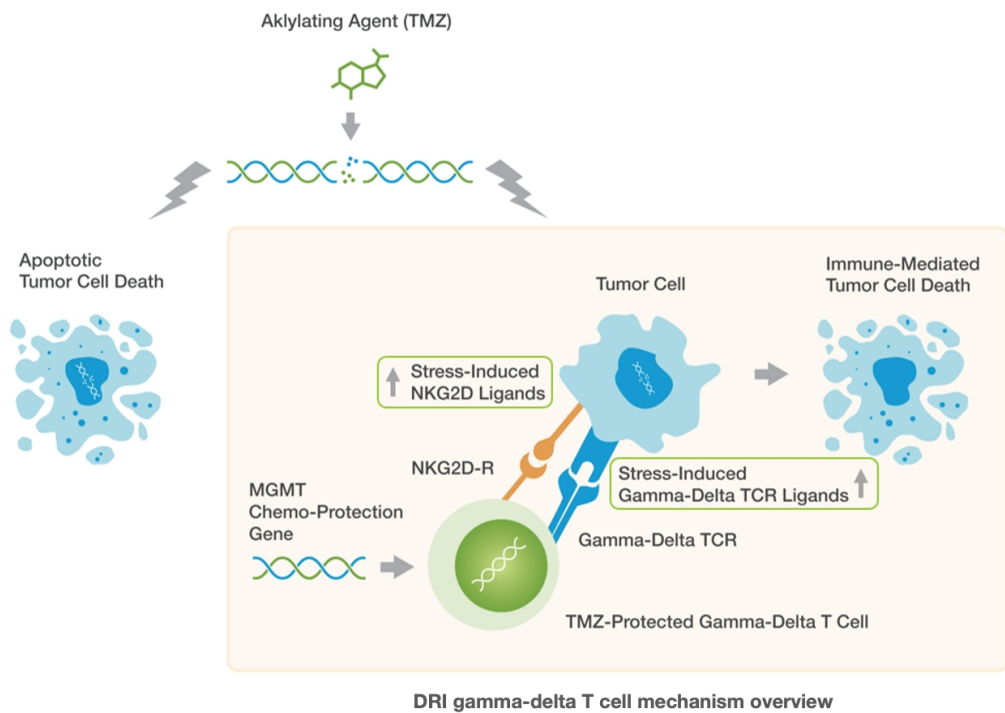 Aklylating Agent (TMZ)
Apoptotic
Tumor Cell Death
Tumor Cell
Immune-Mediated
Tumor Cell Death
Stress-Induced
NKG2D Ligands
NKG2D-R
Stress-Induced
Gamma-Delta TCR Ligands
MGMT
Chemo-Protection
Gene
Gamma-Delta TCR
TMZ-Protected Gamma-Delta T Cell
DRI gamma-delta T cell mechanism overview